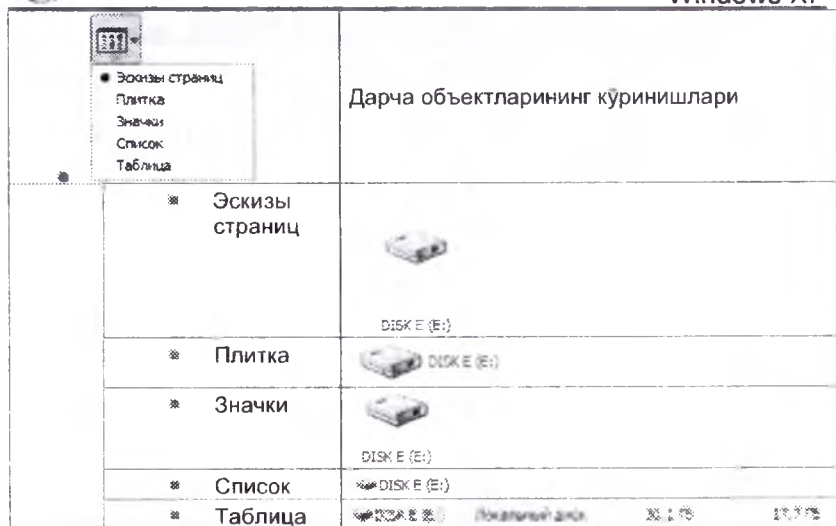 Windows XP
Эскизы страниц
Плитка
Значки
Список
Таблица
Дарча объектларининг кўринишлари
Эскизы
страниц
DISK E (E:)
Плитка
DISK E (E:)
Значки
DISK E (E:)
Список
DISK E (E:)
Таблица
DISK E (E:) Локальный диск